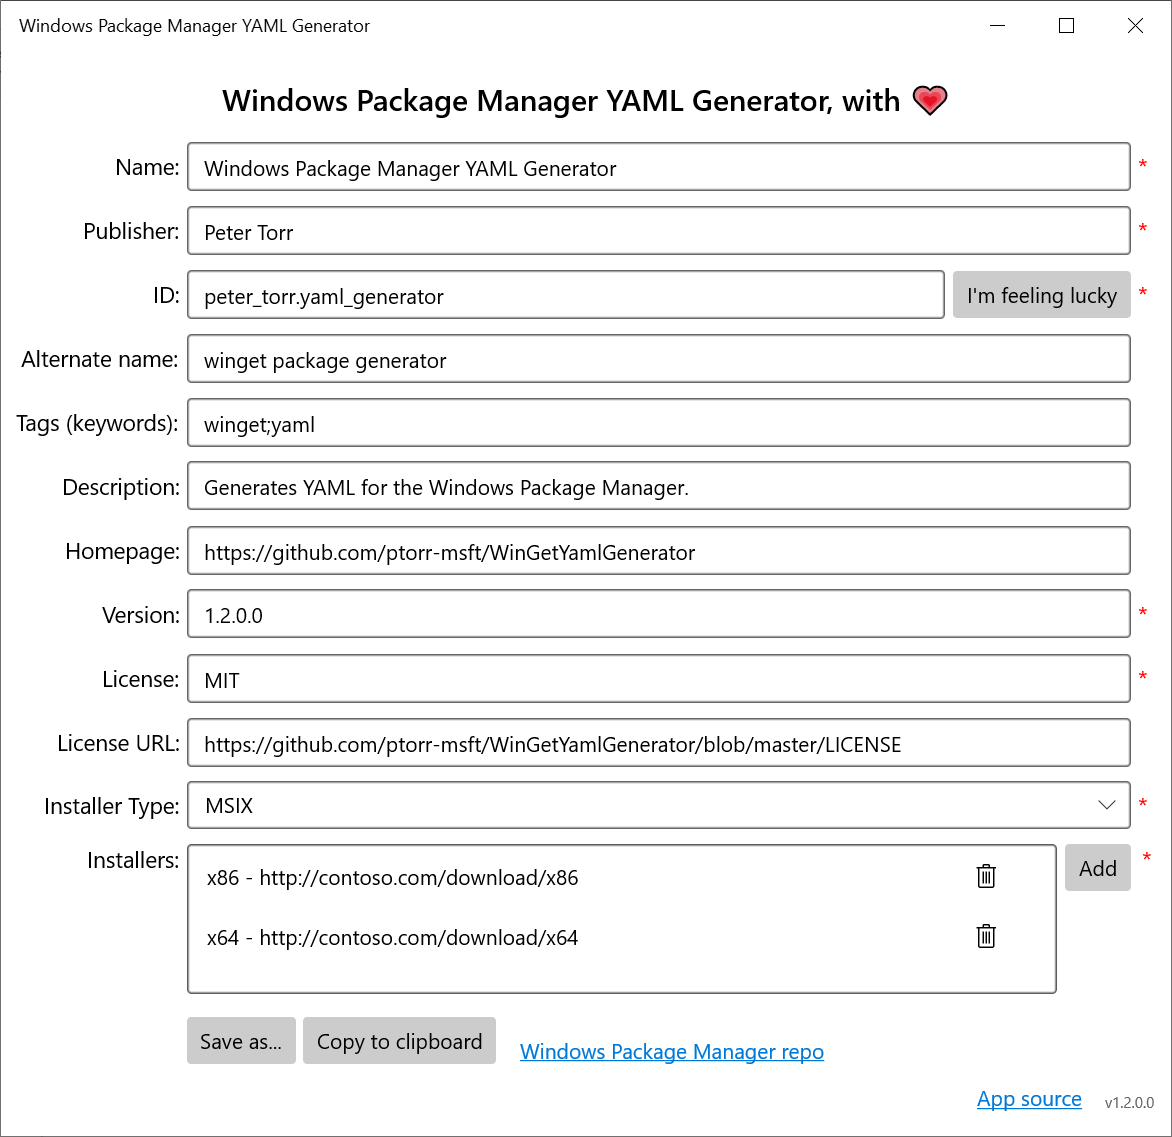 Windows Package Manager YAML Generator
Windows Package Manager YAML Generator, with
Name: Windows Package Manager YAML Generator *
Publisher: Peter Torr *
ID: peter_torr.yaml_generator I'm feeling lucky *
Alternate name: winget package generator
Tags (keywords): winget;yaml
Description: Generates YAML for the Windows Package Manager.
Homepage: https://github.com/ptorr-msft/WinGetYamlGenerator
Version: 1.2.0.0 *
License: MIT *
License URL: https://github.com/ptorr-msft/WinGetYamlGenerator/blob/master/LICENSE
Installer Type: MSIX *
Installers: x86 - http://contoso.com/download/x86 Add *
x64 - http://contoso.com/download/x64
Save as... Copy to clipboard Windows Package Manager repo
App source v1.2.0.0